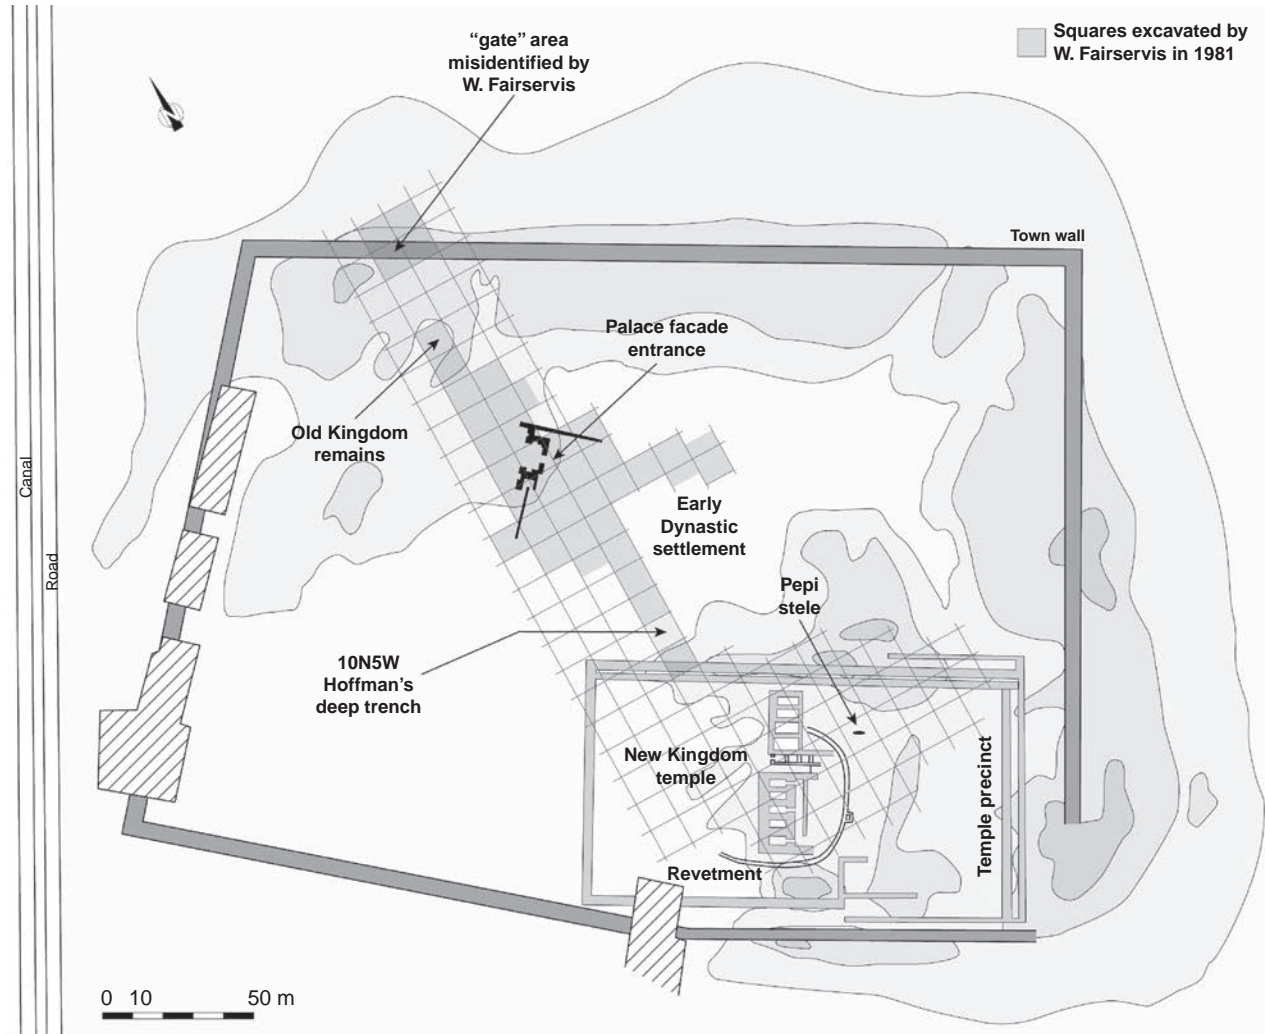 “gate” area
misidentified by
W. Fairservis
Squares excavated by
W. Fairservis in 1981
Town wall
Palace facade
entrance
Old Kingdom
remains
Canal
Road
Early
Dynastic
settlement
Pepi
stele
10N5W
Hoffman’s
deep trench
New Kingdom
temple
Temple precinct
Revetment
0 10 50 m